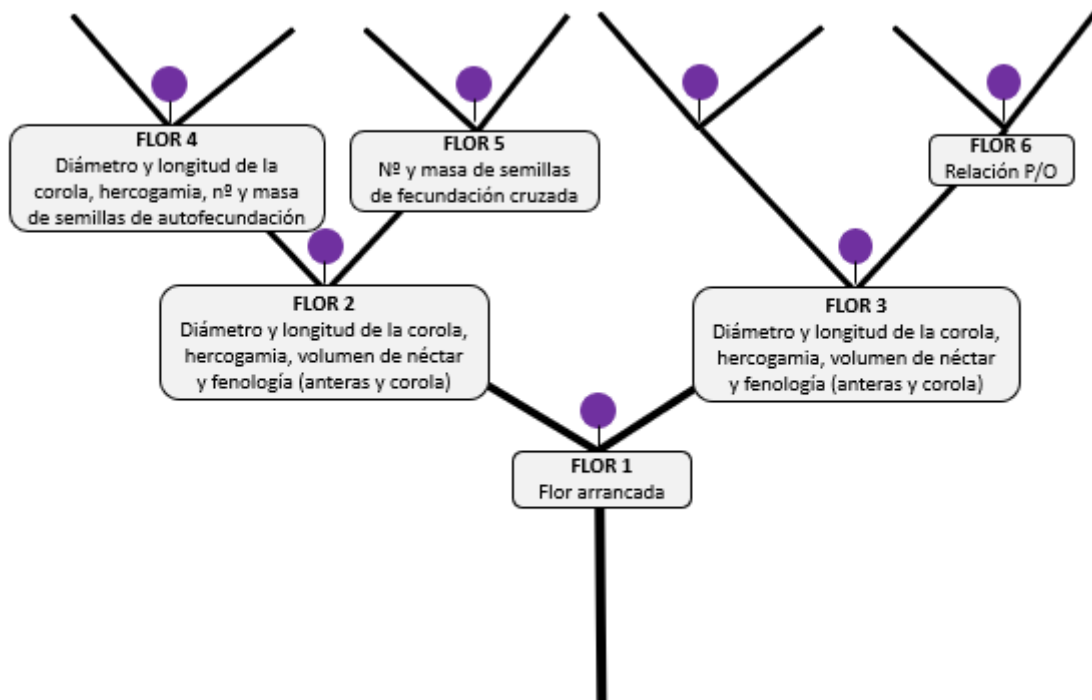 FLOR 4
Diámetro y longitud de la
corola, hercogamia, nº y masa
de semillas de autofecundación
FLOR 5
Nº y masa de semillas
de fecundación cruzada
FLOR 6
Relación P/O
FLOR 2
Diámetro y longitud de la corola,
hercogamia, volumen de néctar
y fenología (anteras y corola)
FLOR 3
Diámetro y longitud de la corola,
hercogamia, volumen de néctar
y fenología (anteras y corola)
FLOR 1
Flor arrancada